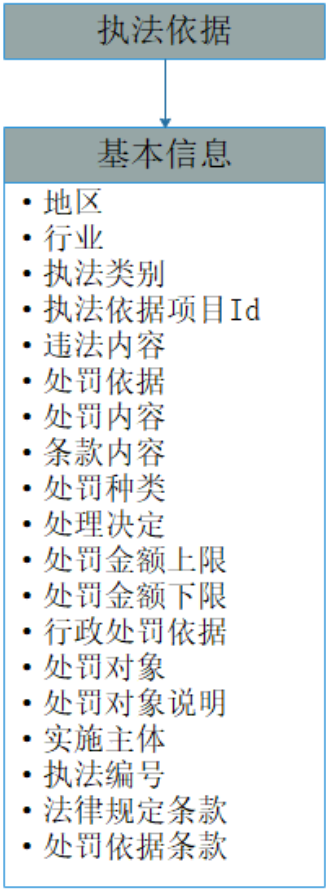 执法依据
基本信息
• 地区
• 行业
• 执法类别
• 执法依据项目Id
• 违法内容
• 处罚依据
• 处罚内容
• 条款内容
• 处罚种类
• 处理决定
• 处罚金额上限
• 处罚金额下限
• 行政处罚依据
• 处罚对象
• 处罚对象说明
• 实施主体
• 执法编号
• 法律规定条款
• 处罚依据条款